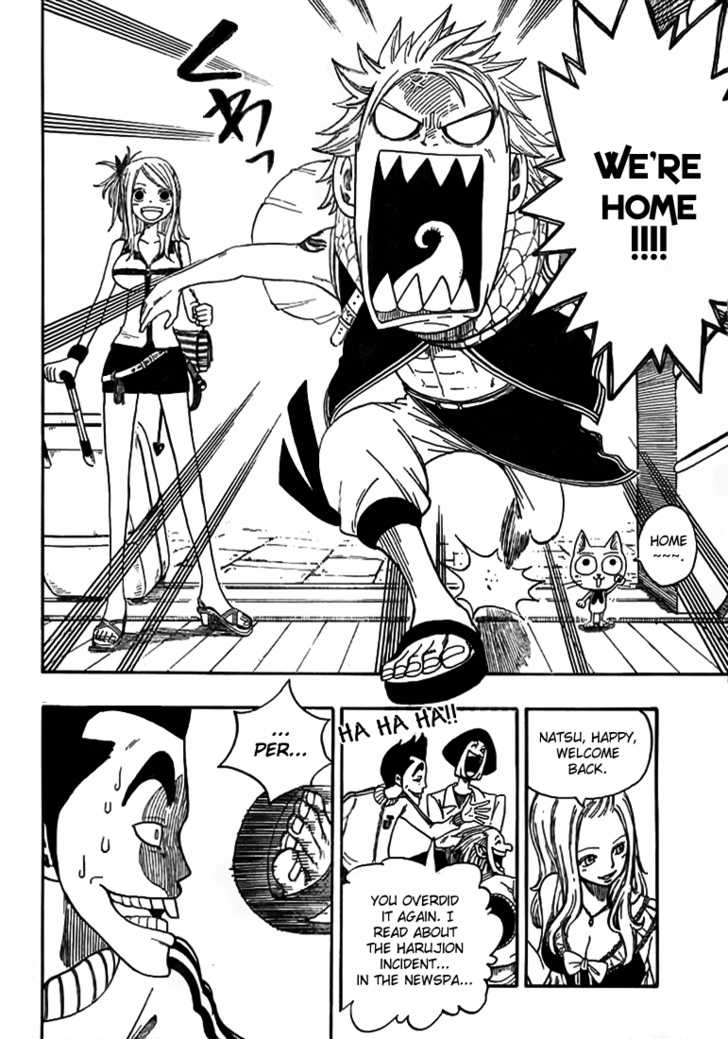 くわっ
WE'RE
HOME
!!!!
HOME
~~~.
NATSU, HAPPY,
WELCOME
BACK.
HA HA HA!!
YOU OVERDID
IT AGAIN. I
READ ABOUT
THE HARUJION
INCIDENT...
IN THE NEWSPA...
...
PER...